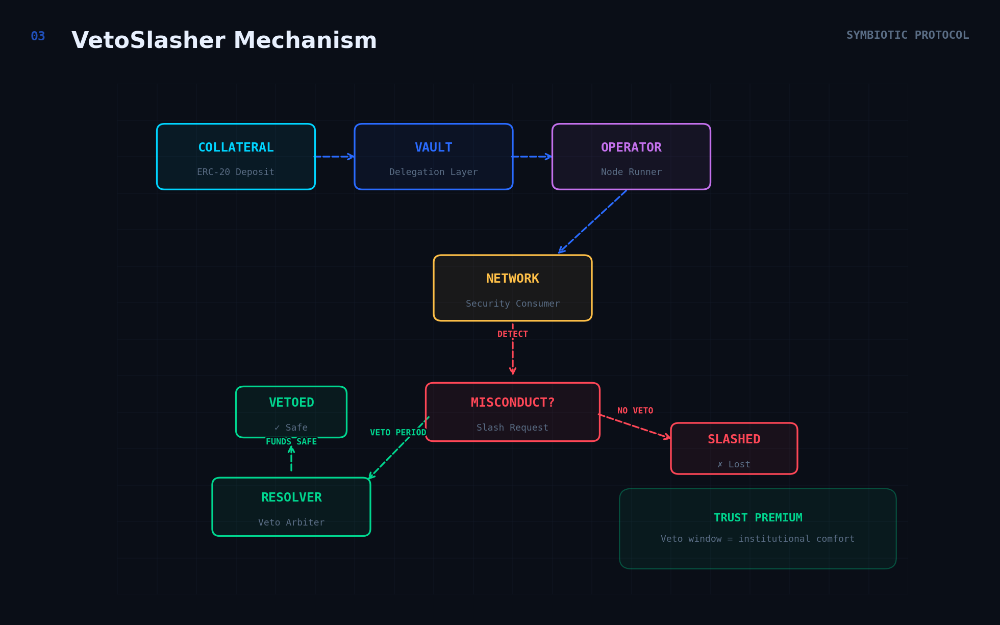 03
VetoSlasher Mechanism
SYMBIOTIC PROTOCOL
COLLATERAL
ERC-20 Deposit
VAULT
Delegation Layer
OPERATOR
Node Runner
NETWORK
Security Consumer
DETECT
MISCONDUCT?
Slash Request
VETOED
✓ Safe
FUNDS SAFE
VETO PERIOD
NO VETO
SLASHED
✗ Lost
RESOLVER
Veto Arbiter
TRUST PREMIUM
Veto window = institutional comfort